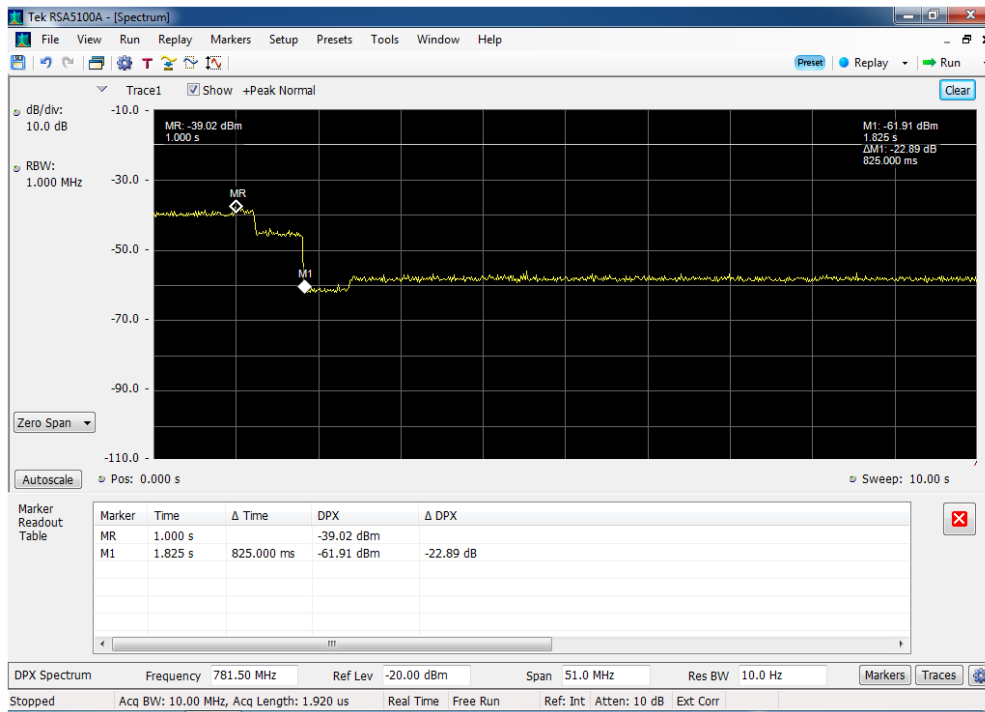 Tek RSA5100A - [Spectrum]
File View Run Replay Markers Setup Presets Tools Window Help
T Preset Replay Run
Trace1 Show +Peak Normal Clear
dB/div:
10.0 dB
RBW:
1.000 MHz
-10.0
-30.0
-50.0
-70.0
-90.0
-110.0
MR: -39.02 dBm
1.000 s
M1: -61.91 dBm
1.825 s
ΔM1: -22.89 dB
825.000 ms
MR
M1
Zero Span
Autoscale Pos: 0.000 s Sweep: 10.00 s
Marker
Readout
Table
Marker Time Δ Time DPX Δ DPX
MR 1.000 s -39.02 dBm
M1 1.825 s 825.000 ms -61.91 dBm -22.89 dB
DPX Spectrum Frequency 781.50 MHz Ref Lev -20.00 dBm Span 51.0 MHz Res BW 10.0 Hz Markers Traces
Stopped Acq BW: 10.00 MHz, Acq Length: 1.920 us Real Time Free Run Ref: Int Atten: 10 dB Ext Corr